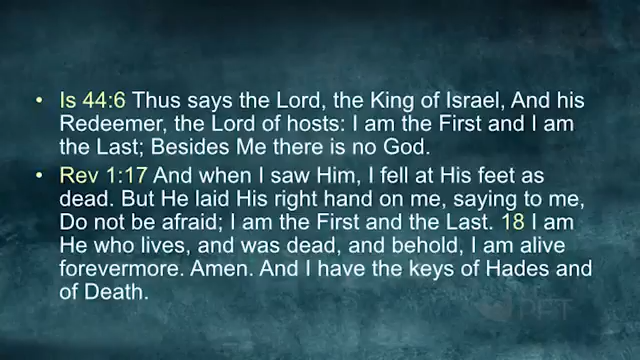 • Is 44:6 Thus says the Lord, the King of Israel, And his
Redeemer, the Lord of hosts: I am the First and I am
the Last; Besides Me there is no God.
• Rev 1:17 And when I saw Him, I fell at His feet as
dead. But He laid His right hand on me, saying to me,
Do not be afraid; I am the First and the Last. 18 I am
He who lives, and was dead, and behold, I am alive
forevermore. Amen. And I have the keys of Hades and
of Death.